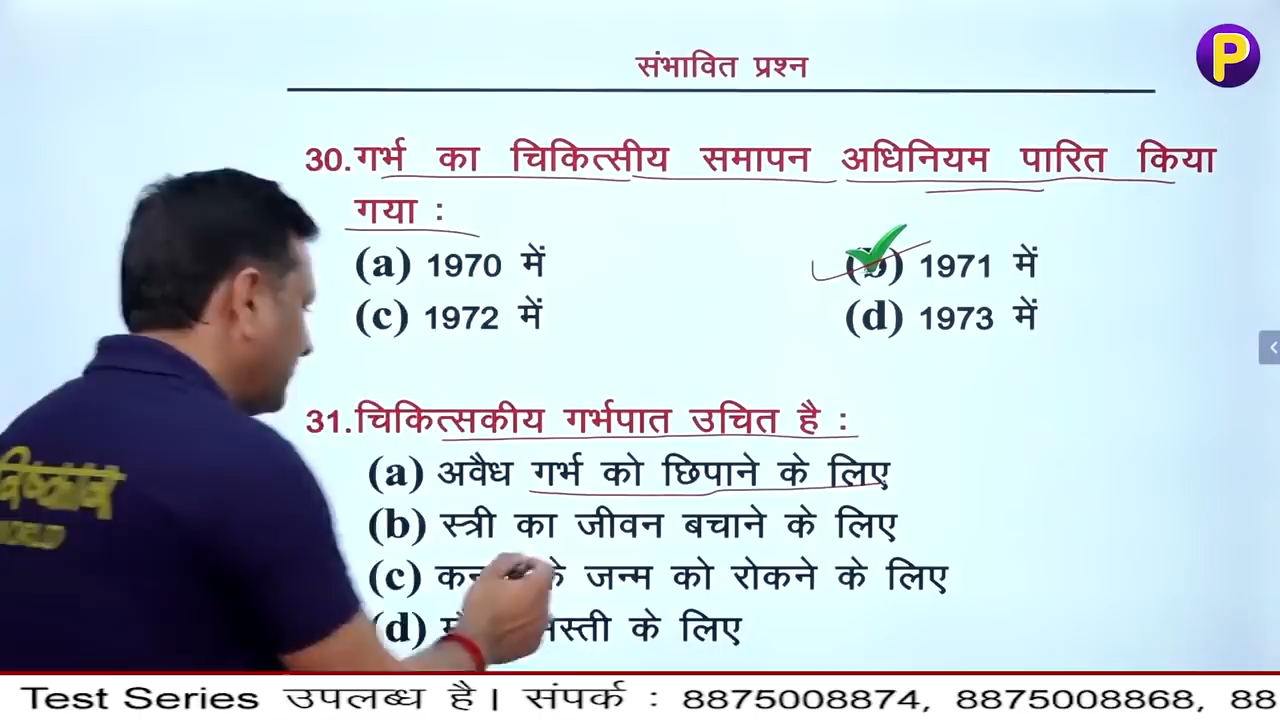 P
संभावित प्रश्न
30. गर्भ का चिकित्सीय समापन अधिनियम पारित किया
गया :
(a) 1970 में
(b) 1971 में
(c) 1972 में
(d) 1973 में
31. चिकित्सकीय गर्भपात उचित है :
(a) अवैध गर्भ को छिपाने के लिए
(b) स्त्री का जीवन बचाने के लिए
(c) के जन्म को रोकने के लिए
(d) के लिए
Test Series उपलब्ध है। संपर्क : 8875008874, 8875008868, 88